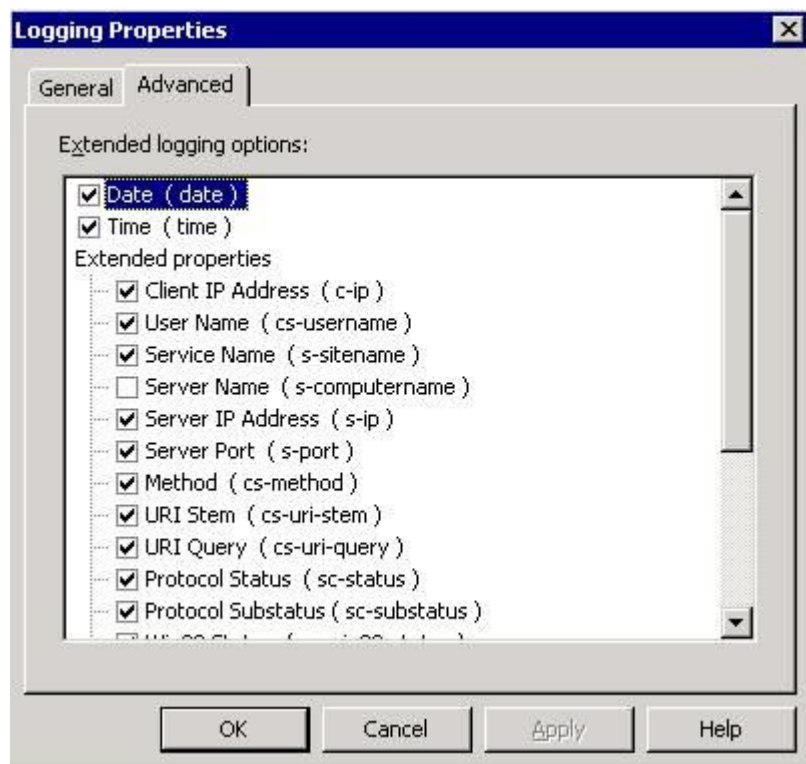 Logging Properties
General Advanced
Extended logging options:
Date ( date )
Time ( time )
Extended properties
Client IP Address ( c-ip )
User Name ( cs-username )
Service Name ( s-sitename )
Server Name ( s-computername )
Server IP Address ( s-ip )
Server Port ( s-port )
Method ( cs-method )
URI Stem ( cs-uri-stem )
URI Query ( cs-uri-query )
Protocol Status ( sc-status )
Protocol Substatus ( sc-substatus )
OK Cancel Apply Help